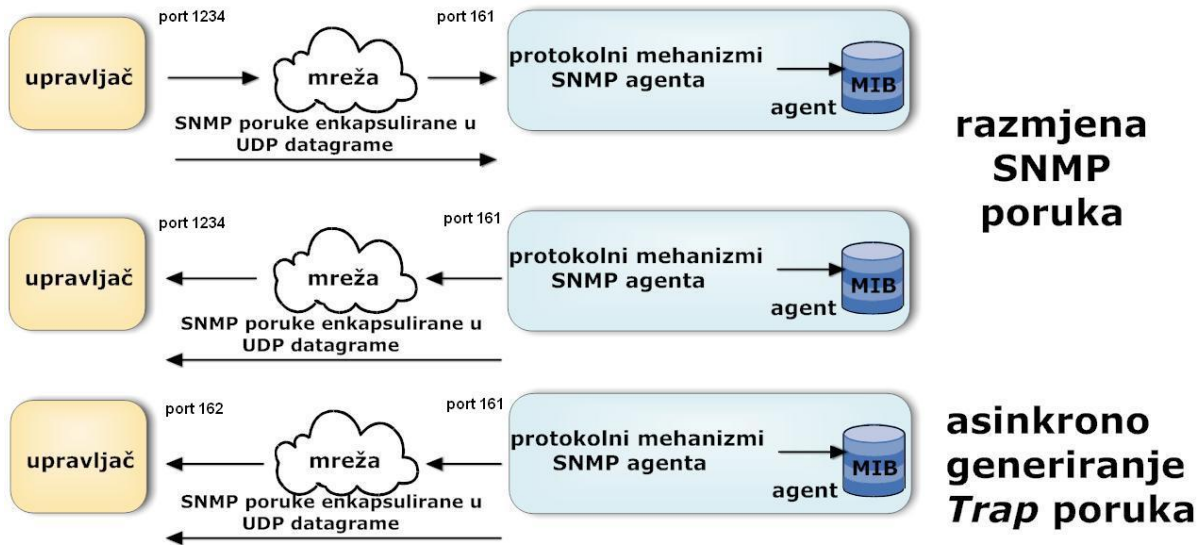 port 1234
port 161
upravljač
mreža
protokolni mehanizmi
SNMP agenta
MIB
agent
SNMP poruke enkapsulirane u
UDP datagrame
razmjena
SNMP
poruka
port 1234
port 161
upravljač
mreža
protokolni mehanizmi
SNMP agenta
MIB
agent
SNMP poruke enkapsulirane u
UDP datagrame
port 162
port 161
upravljač
mreža
protokolni mehanizmi
SNMP agenta
MIB
agent
SNMP poruke enkapsulirane u
UDP datagrame
asinkrono
generiranje
Trap poruka